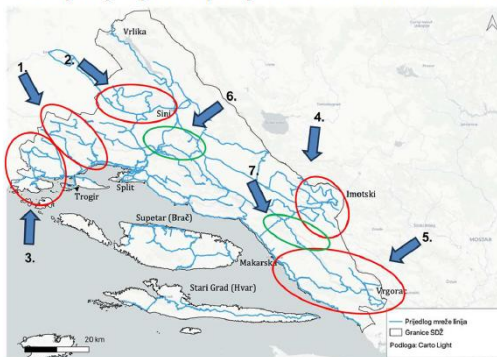 Vrlika
1.
2.
6.
Sinj
4.
7.
Imotski
Split
Trogir
Supetar (Brač)
3.
5.
Makarska
Vrgorac
Stari Grad (Hvar)
Prijedlog mreže linija
Granice SDŽ
Podloga: Carto Light
20 km